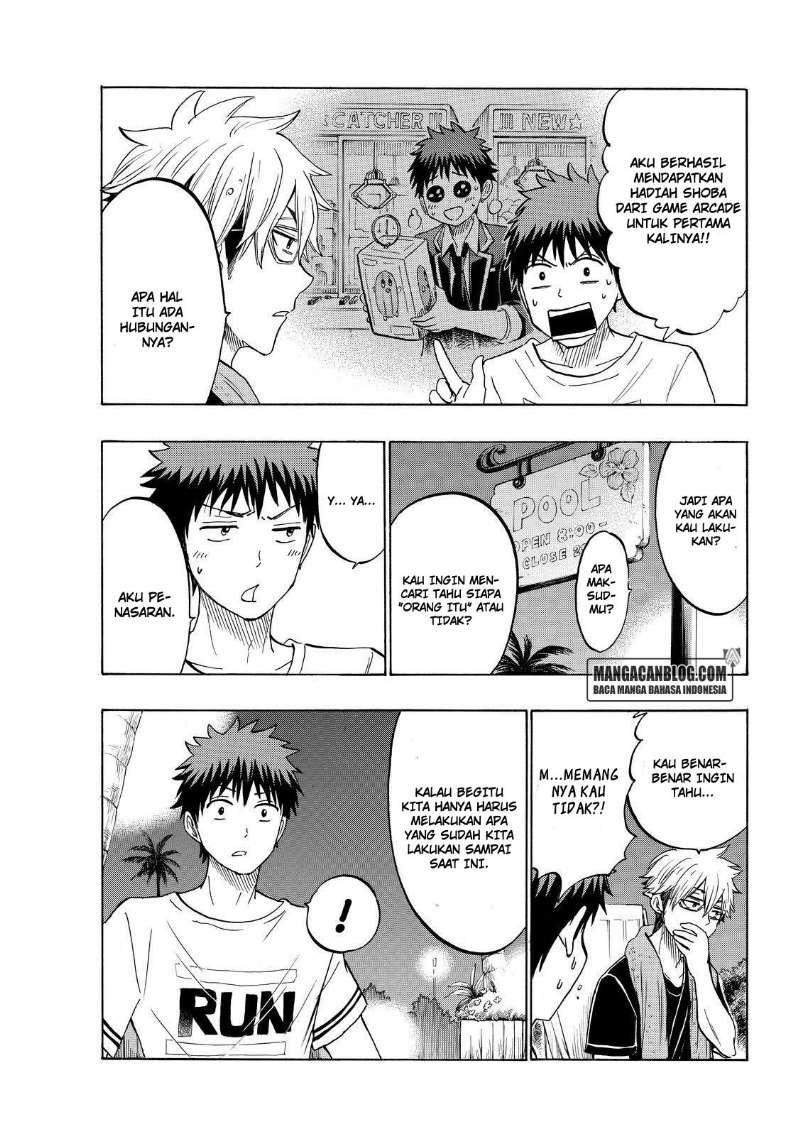 AKU BERHASIL
MENDAPATKAN
HADIAH SHOBA
DARI GAME ARCADE
UNTUK PERTAMA
KALINYA!!
CATCHER !!!
!!! NEW☆
APA HAL
ITU ADA
HUBUNGAN-
NYA?
JADI APA
YANG AKAN
KAU LAKU-
KAN?
POOL
OPEN 8:00-
CLOSE 2
APA
MAK-
SUD-
MU?
KAU INGIN MEN-
CARI TAHU SIAPA
"ORANG ITU" ATAU
TIDAK?
Y... YA...
AKU PE-
NASARAN.
MANGACANBLOG.COM
BACA MANGA BAHASA INDONESIA
KAU BENAR-
BENAR INGIN
TAHU...
M...MEMANG
NYA KAU
TIDAK?!
KALAU BEGITU
KITA HANYA HARUS
MELAKUKAN APA
YANG SUDAH KITA
LAKUKAN SAMPAI
SAAT INI.
!
RUN